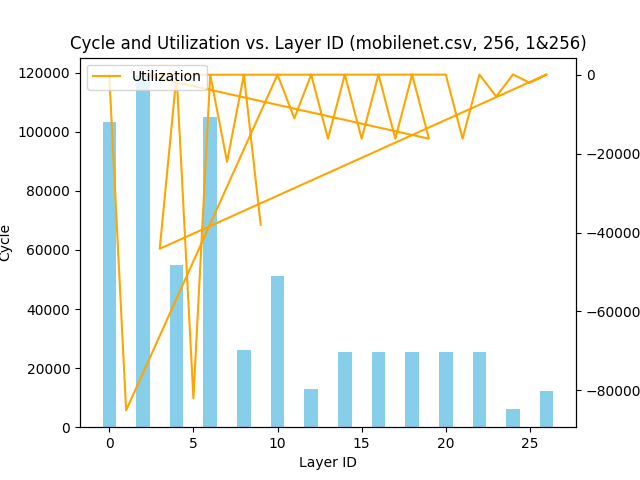 Cycle and Utilization vs. Layer ID (mobilenet.csv, 256, 1&256)
Utilization
120000
100000
80000
60000
40000
20000
0
Cycle
0
−20000
−40000
−60000
−80000
0 5 10 15 20 25
Layer ID